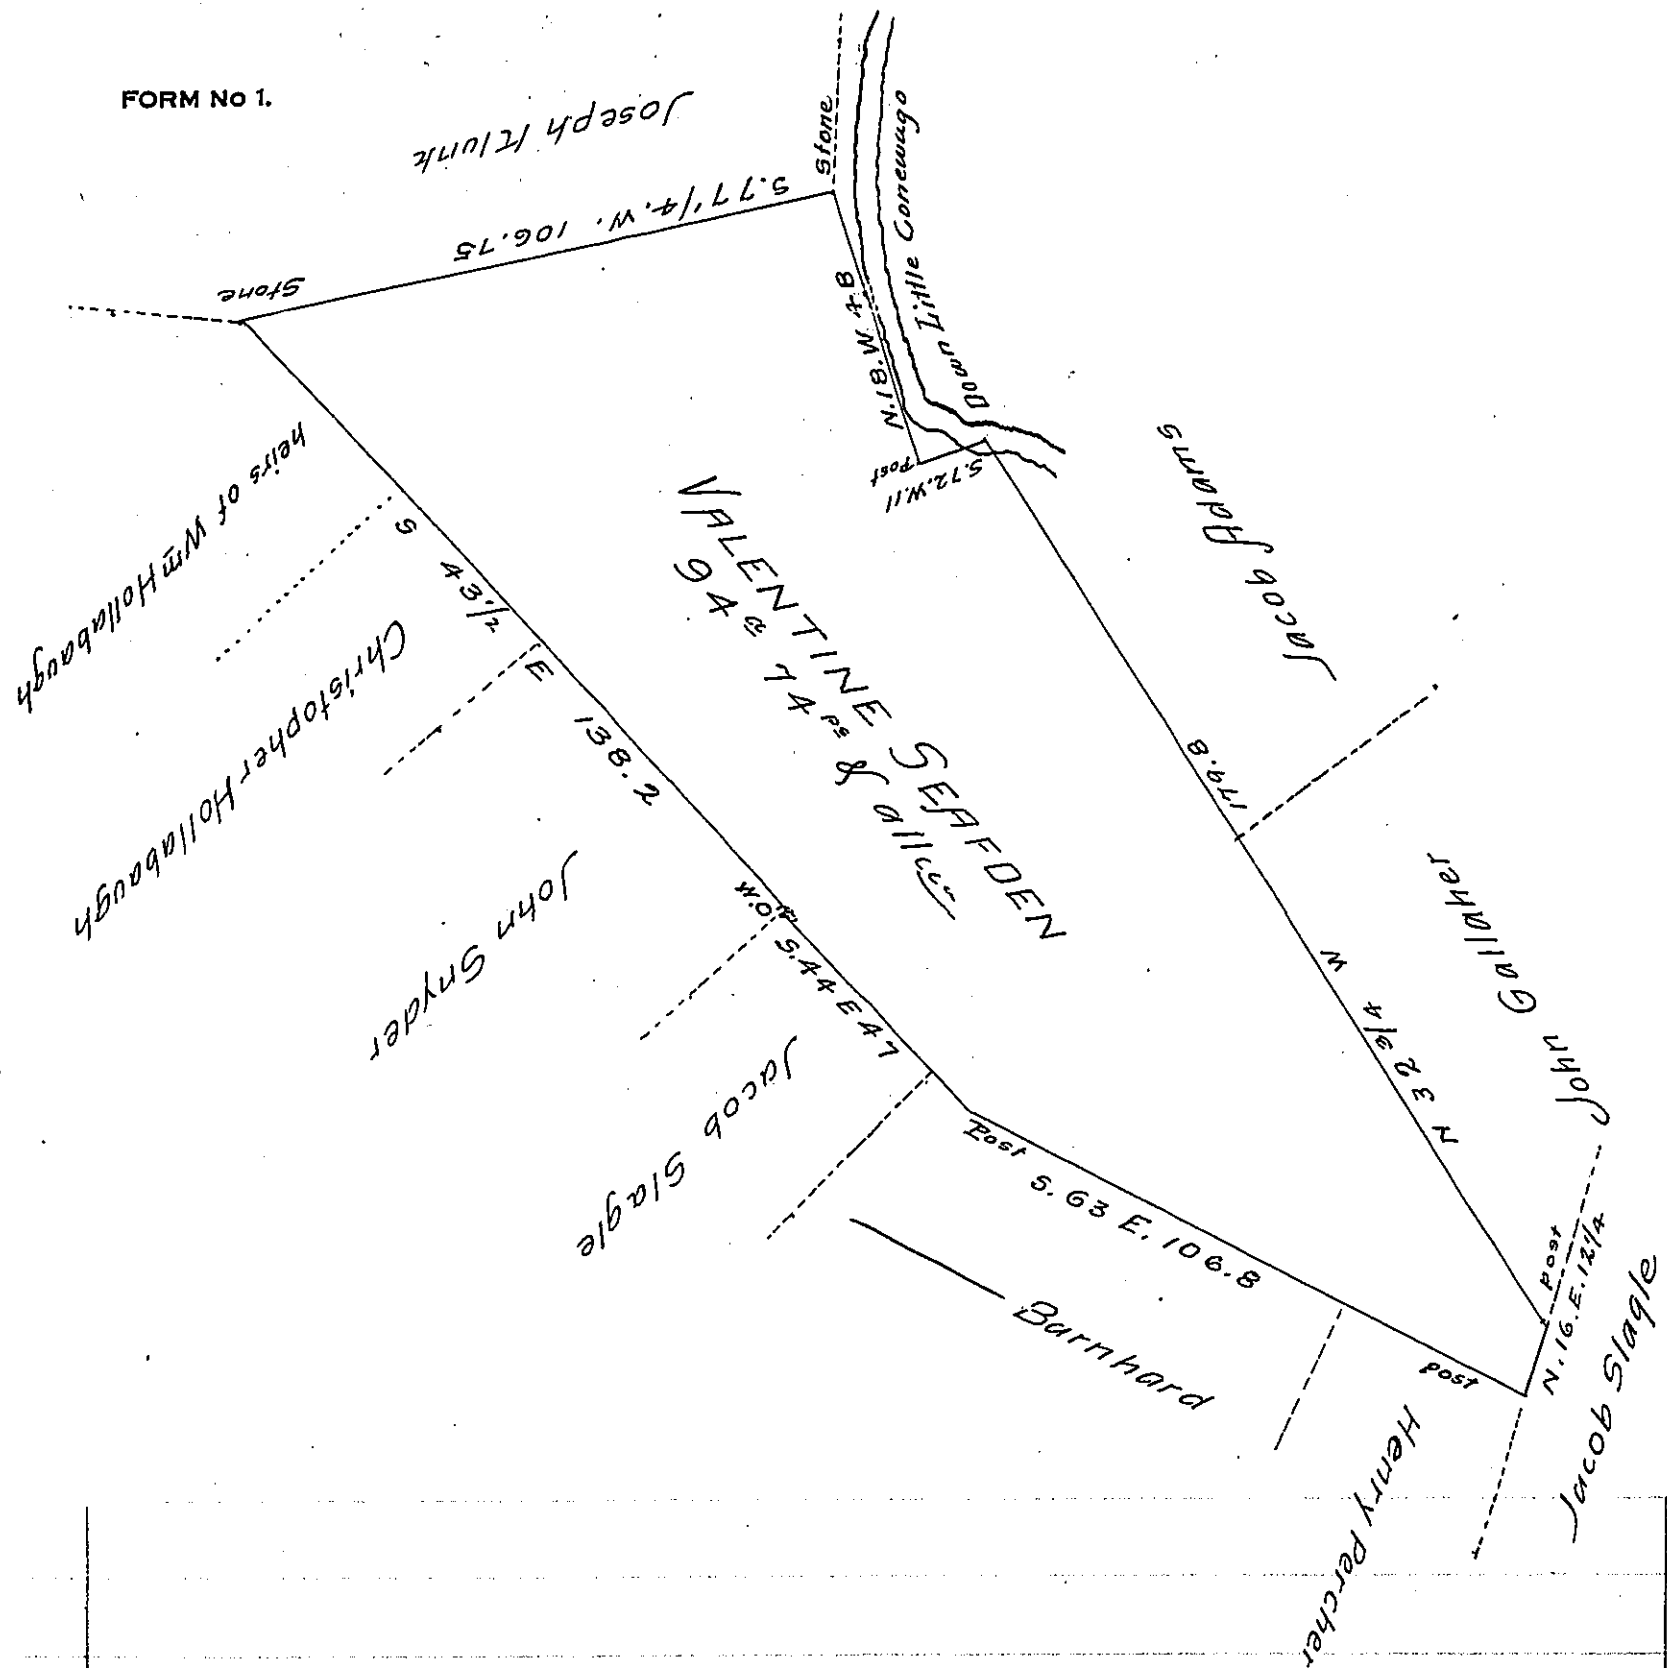 FORM No 1.
Joseph Klunk
S.77 1/4.W. 106.75
Stone
Stone
Down Little Conewago
N.18.W.48
Post
S.72.W.11
Jacob Adams
heirs of Wm Hollabaugh
S 43 1/2 E 138.2
Christopher Hollabaugh
VALENTINE SEAFDEN
94 a 74 ps & allce
179.8
N 32 3/4 W
John Gallaher
John Snyder
W.O.
S.44 E 47
Jacob Slagle
Post
S. 63 E. 106.8
Barnhard
post
post
N.16.E.12 1/4
Jacob Slagle
Henry Percher